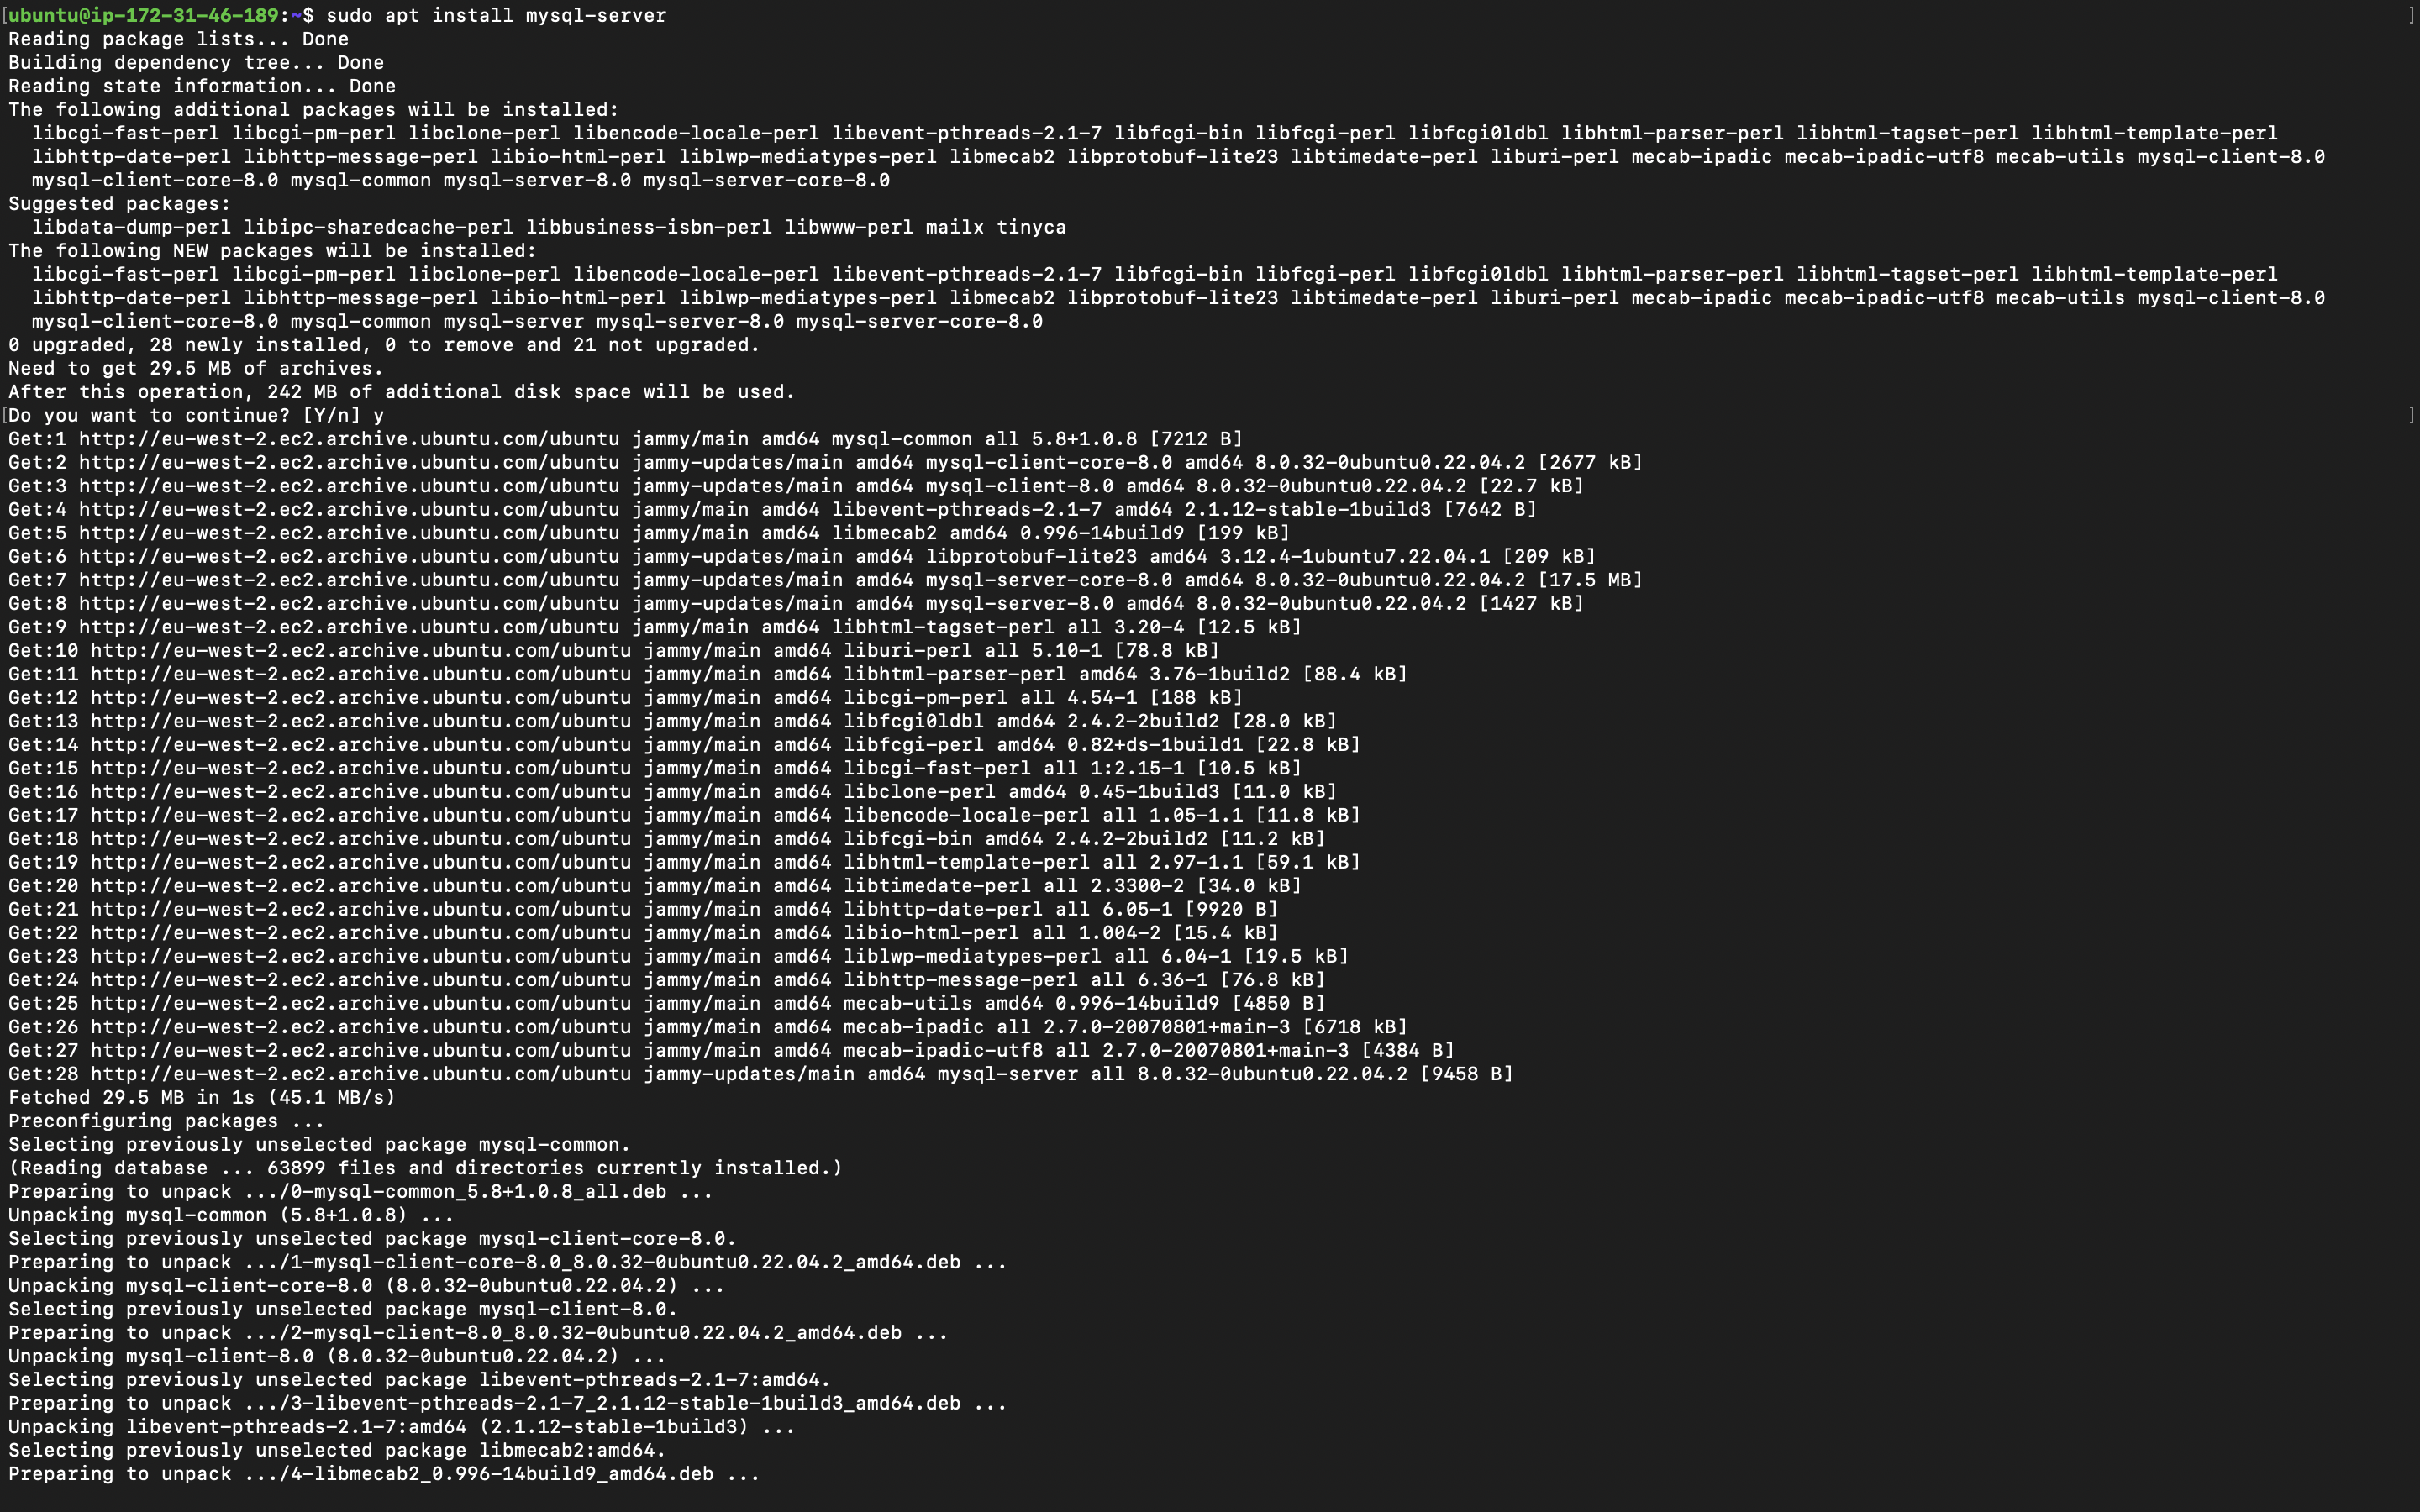 [ubuntu@ip-172-31-46-189:~$ sudo apt install mysql-server ]
Reading package lists... Done
Building dependency tree... Done
Reading state information... Done
The following additional packages will be installed:
  libcgi-fast-perl libcgi-pm-perl libclone-perl libencode-locale-perl libevent-pthreads-2.1-7 libfcgi-bin libfcgi-perl libfcgi0ldbl libhtml-parser-perl libhtml-tagset-perl libhtml-template-perl
  libhttp-date-perl libhttp-message-perl libio-html-perl liblwp-mediatypes-perl libmecab2 libprotobuf-lite23 libtimedate-perl liburi-perl mecab-ipadic mecab-ipadic-utf8 mecab-utils mysql-client-8.0
  mysql-client-core-8.0 mysql-common mysql-server-8.0 mysql-server-core-8.0
Suggested packages:
  libdata-dump-perl libipc-sharedcache-perl libbusiness-isbn-perl libwww-perl mailx tinyca
The following NEW packages will be installed:
  libcgi-fast-perl libcgi-pm-perl libclone-perl libencode-locale-perl libevent-pthreads-2.1-7 libfcgi-bin libfcgi-perl libfcgi0ldbl libhtml-parser-perl libhtml-tagset-perl libhtml-template-perl
  libhttp-date-perl libhttp-message-perl libio-html-perl liblwp-mediatypes-perl libmecab2 libprotobuf-lite23 libtimedate-perl liburi-perl mecab-ipadic mecab-ipadic-utf8 mecab-utils mysql-client-8.0
  mysql-client-core-8.0 mysql-common mysql-server mysql-server-8.0 mysql-server-core-8.0
0 upgraded, 28 newly installed, 0 to remove and 21 not upgraded.
Need to get 29.5 MB of archives.
After this operation, 242 MB of additional disk space will be used.
[Do you want to continue? [Y/n] y ]
Get:1 http://eu-west-2.ec2.archive.ubuntu.com/ubuntu jammy/main amd64 mysql-common all 5.8+1.0.8 [7212 B]
Get:2 http://eu-west-2.ec2.archive.ubuntu.com/ubuntu jammy-updates/main amd64 mysql-client-core-8.0 amd64 8.0.32-0ubuntu0.22.04.2 [2677 kB]
Get:3 http://eu-west-2.ec2.archive.ubuntu.com/ubuntu jammy-updates/main amd64 mysql-client-8.0 amd64 8.0.32-0ubuntu0.22.04.2 [22.7 kB]
Get:4 http://eu-west-2.ec2.archive.ubuntu.com/ubuntu jammy/main amd64 libevent-pthreads-2.1-7 amd64 2.1.12-stable-1build3 [7642 B]
Get:5 http://eu-west-2.ec2.archive.ubuntu.com/ubuntu jammy/main amd64 libmecab2 amd64 0.996-14build9 [199 kB]
Get:6 http://eu-west-2.ec2.archive.ubuntu.com/ubuntu jammy-updates/main amd64 libprotobuf-lite23 amd64 3.12.4-1ubuntu7.22.04.1 [209 kB]
Get:7 http://eu-west-2.ec2.archive.ubuntu.com/ubuntu jammy-updates/main amd64 mysql-server-core-8.0 amd64 8.0.32-0ubuntu0.22.04.2 [17.5 MB]
Get:8 http://eu-west-2.ec2.archive.ubuntu.com/ubuntu jammy-updates/main amd64 mysql-server-8.0 amd64 8.0.32-0ubuntu0.22.04.2 [1427 kB]
Get:9 http://eu-west-2.ec2.archive.ubuntu.com/ubuntu jammy/main amd64 libhtml-tagset-perl all 3.20-4 [12.5 kB]
Get:10 http://eu-west-2.ec2.archive.ubuntu.com/ubuntu jammy/main amd64 liburi-perl all 5.10-1 [78.8 kB]
Get:11 http://eu-west-2.ec2.archive.ubuntu.com/ubuntu jammy/main amd64 libhtml-parser-perl amd64 3.76-1build2 [88.4 kB]
Get:12 http://eu-west-2.ec2.archive.ubuntu.com/ubuntu jammy/main amd64 libcgi-pm-perl all 4.54-1 [188 kB]
Get:13 http://eu-west-2.ec2.archive.ubuntu.com/ubuntu jammy/main amd64 libfcgi0ldbl amd64 2.4.2-2build2 [28.0 kB]
Get:14 http://eu-west-2.ec2.archive.ubuntu.com/ubuntu jammy/main amd64 libfcgi-perl amd64 0.82+ds-1build1 [22.8 kB]
Get:15 http://eu-west-2.ec2.archive.ubuntu.com/ubuntu jammy/main amd64 libcgi-fast-perl all 1:2.15-1 [10.5 kB]
Get:16 http://eu-west-2.ec2.archive.ubuntu.com/ubuntu jammy/main amd64 libclone-perl amd64 0.45-1build3 [11.0 kB]
Get:17 http://eu-west-2.ec2.archive.ubuntu.com/ubuntu jammy/main amd64 libencode-locale-perl all 1.05-1.1 [11.8 kB]
Get:18 http://eu-west-2.ec2.archive.ubuntu.com/ubuntu jammy/main amd64 libfcgi-bin amd64 2.4.2-2build2 [11.2 kB]
Get:19 http://eu-west-2.ec2.archive.ubuntu.com/ubuntu jammy/main amd64 libhtml-template-perl all 2.97-1.1 [59.1 kB]
Get:20 http://eu-west-2.ec2.archive.ubuntu.com/ubuntu jammy/main amd64 libtimedate-perl all 2.3300-2 [34.0 kB]
Get:21 http://eu-west-2.ec2.archive.ubuntu.com/ubuntu jammy/main amd64 libhttp-date-perl all 6.05-1 [9920 B]
Get:22 http://eu-west-2.ec2.archive.ubuntu.com/ubuntu jammy/main amd64 libio-html-perl all 1.004-2 [15.4 kB]
Get:23 http://eu-west-2.ec2.archive.ubuntu.com/ubuntu jammy/main amd64 liblwp-mediatypes-perl all 6.04-1 [19.5 kB]
Get:24 http://eu-west-2.ec2.archive.ubuntu.com/ubuntu jammy/main amd64 libhttp-message-perl all 6.36-1 [76.8 kB]
Get:25 http://eu-west-2.ec2.archive.ubuntu.com/ubuntu jammy/main amd64 mecab-utils amd64 0.996-14build9 [4850 B]
Get:26 http://eu-west-2.ec2.archive.ubuntu.com/ubuntu jammy/main amd64 mecab-ipadic all 2.7.0-20070801+main-3 [6718 kB]
Get:27 http://eu-west-2.ec2.archive.ubuntu.com/ubuntu jammy/main amd64 mecab-ipadic-utf8 all 2.7.0-20070801+main-3 [4384 B]
Get:28 http://eu-west-2.ec2.archive.ubuntu.com/ubuntu jammy-updates/main amd64 mysql-server all 8.0.32-0ubuntu0.22.04.2 [9458 B]
Fetched 29.5 MB in 1s (45.1 MB/s)
Preconfiguring packages ...
Selecting previously unselected package mysql-common.
(Reading database ... 63899 files and directories currently installed.)
Preparing to unpack .../0-mysql-common_5.8+1.0.8_all.deb ...
Unpacking mysql-common (5.8+1.0.8) ...
Selecting previously unselected package mysql-client-core-8.0.
Preparing to unpack .../1-mysql-client-core-8.0_8.0.32-0ubuntu0.22.04.2_amd64.deb ...
Unpacking mysql-client-core-8.0 (8.0.32-0ubuntu0.22.04.2) ...
Selecting previously unselected package mysql-client-8.0.
Preparing to unpack .../2-mysql-client-8.0_8.0.32-0ubuntu0.22.04.2_amd64.deb ...
Unpacking mysql-client-8.0 (8.0.32-0ubuntu0.22.04.2) ...
Selecting previously unselected package libevent-pthreads-2.1-7:amd64.
Preparing to unpack .../3-libevent-pthreads-2.1-7_2.1.12-stable-1build3_amd64.deb ...
Unpacking libevent-pthreads-2.1-7:amd64 (2.1.12-stable-1build3) ...
Selecting previously unselected package libmecab2:amd64.
Preparing to unpack .../4-libmecab2_0.996-14build9_amd64.deb ...